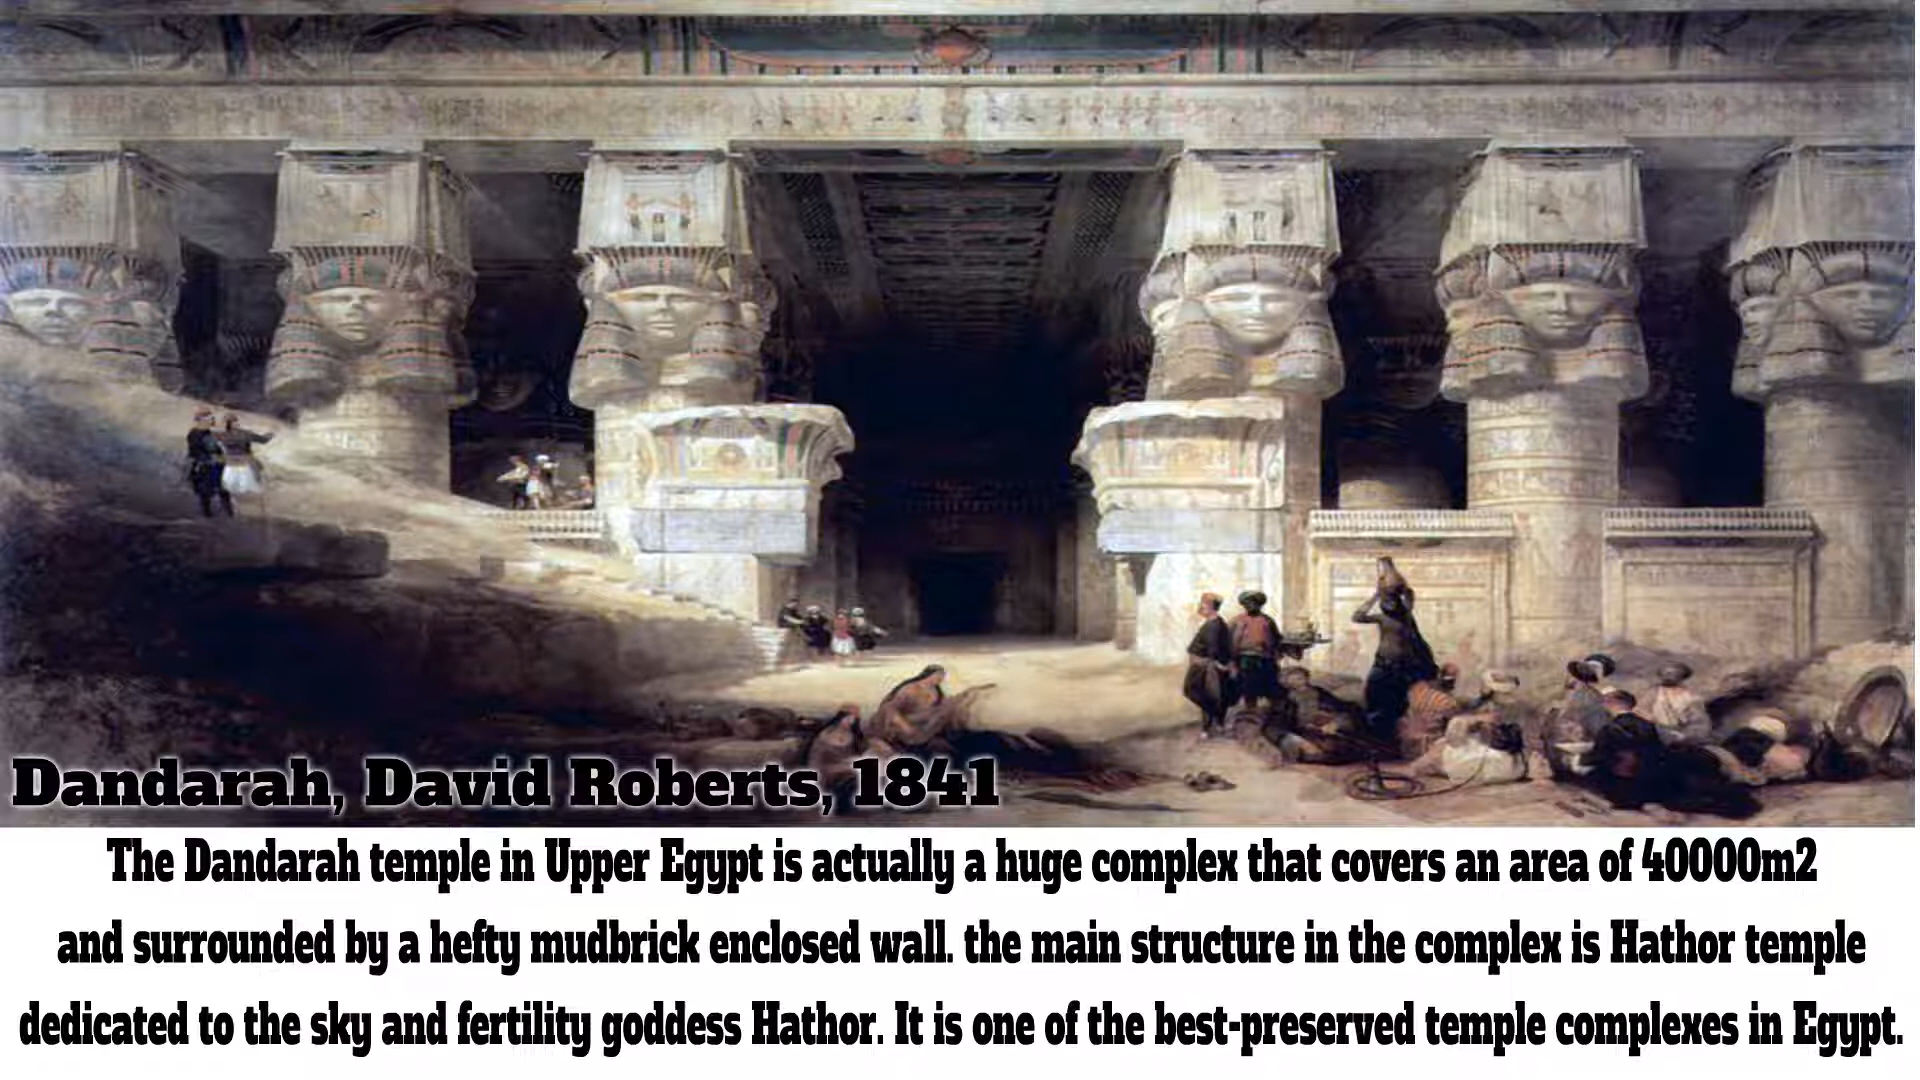 Dandarah, David Roberts, 1841
The Dandarah temple in Upper Egypt is actually a huge complex that covers an area of 40000m2
and surrounded by a hefty mudbrick enclosed wall. the main structure in the complex is Hathor temple
dedicated to the sky and fertility goddess Hathor. It is one of the best-preserved temple complexes in Egypt.